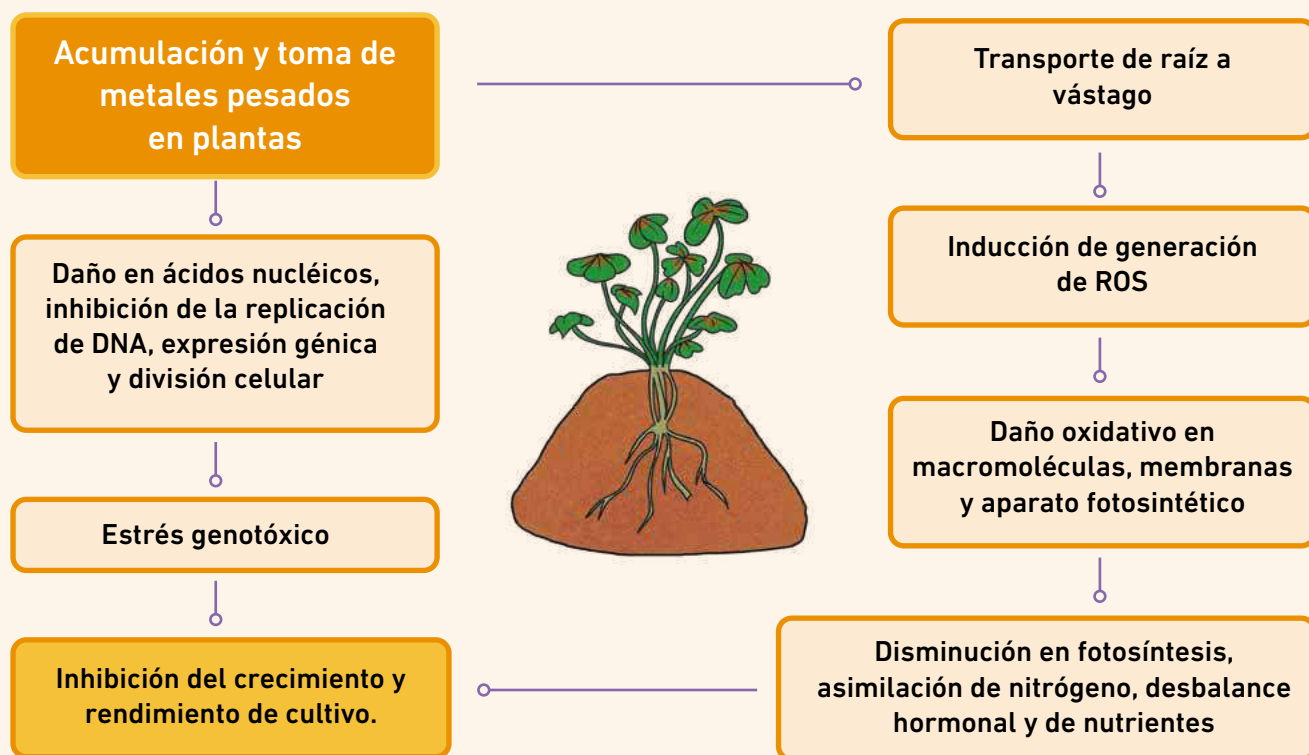 Acumulación y toma de
metales pesados
en plantas
Transporte de raíz a
vástago
Daño en ácidos nucléicos,
inhibición de la replicación
de DNA, expresión génica
y división celular
Inducción de generación
de ROS
Estrés genotóxico
Daño oxidativo en
macromoléculas, membranas
y aparato fotosintético
Inhibición del crecimiento y
rendimiento de cultivo.
Disminución en fotosíntesis,
asimilación de nitrógeno, desbalance
hormonal y de nutrientes